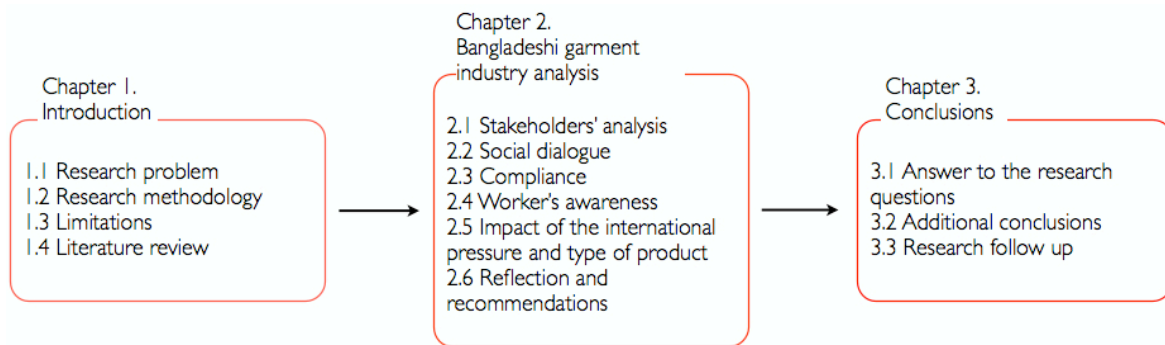 Chapter 1.
Introduction
1.1 Research problem
1.2 Research methodology
1.3 Limitations
1.4 Literature review
Chapter 2.
Bangladeshi garment
industry analysis
2.1 Stakeholders' analysis
2.2 Social dialogue
2.3 Compliance
2.4 Worker's awareness
2.5 Impact of the international
pressure and type of product
2.6 Reflection and
recommendations
Chapter 3.
Conclusions
3.1 Answer to the research
questions
3.2 Additional conclusions
3.3 Research follow up